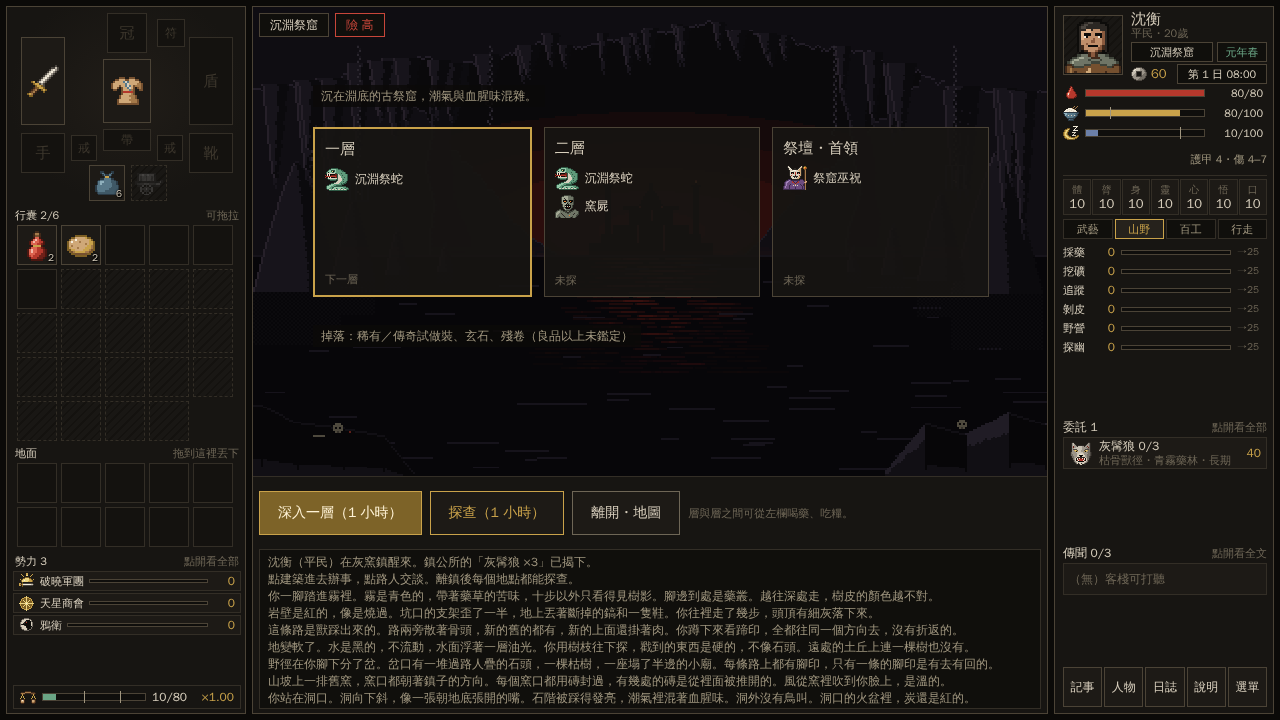 冠
符
盾
手
戒
帶
戒
靴
6
行囊 2/6
可拖拉
2
2
地面
拖到這裡丟下
勢力 3
點開看全部
破曉軍團
0
天星商會
0
鴉衛
0
10/80
×1.00
沉淵祭窟
險 高
沉在淵底的古祭窟，潮氣與血腥味混雜。
一層
沉淵祭蛇
下一層
二層
沉淵祭蛇
窯屍
未探
祭壇・首領
祭窟巫祝
未探
掉落：稀有／傳奇試做裝、玄石、殘卷（良品以上未鑑定）
深入一層（1 小時）
探查（1 小時）
離開・地圖
層與層之間可從左欄喝藥、吃糧。
沈衡（平民）在灰窯鎮醒來。鎮公所的「灰髯狼 ×3」已揭下。
點建築進去辦事，點路人交談。離鎮後每個地點都能探查。
你一腳踏進霧裡。霧是青色的，帶著藥草的苦味，十步以外只看得見樹影。腳邊到處是藥叢。越往深處走，樹皮的顏色越不對。
岩壁是紅的，像是燒過。坑口的支架歪了一半，地上丟著斷掉的鎬和一隻鞋。你往裡走了幾步，頭頂有細灰落下來。
這條路是獸踩出來的。路兩旁散著骨頭，新的舊的都有，新的上面還掛著肉。你蹲下來看蹄印，全都往同一個方向去，沒有折返的。
地變軟了。水是黑的，不流動，水面浮著一層油光。你用樹枝往下探，戳到的東西是硬的，不像石頭。遠處的土丘上連一棵樹也沒有。
野徑在你腳下分了岔。岔口有一堆過路人疊的石頭，一棵枯樹，一座塌了半邊的小廟。每條路上都有腳印，只有一條的腳印是有去有回的。
山坡上一排舊窯，窯口都朝著鎮子的方向。每個窯口都用磚封過，有幾處的磚是從裡面被推開的。風從窯裡吹到你臉上，是溫的。
你站在洞口。洞向下斜，像一張朝地底張開的嘴。石階被踩得發亮，潮氣裡混著血腥味。洞外沒有鳥叫。洞口的火盆裡，炭還是紅的。
沈衡
平民・20歲
沉淵祭窟
元年春
60
第 1 日 08:00
80/80
80/100
10/100
護甲 4・傷 4–7
體
臂
身
靈
心
悟
口
10
10
10
10
10
10
10
武藝
山野
百工
行走
採藥
0
→25
挖礦
0
→25
追蹤
0
→25
剝皮
0
→25
野營
0
→25
探幽
0
→25
委託 1
點開看全部
灰髯狼 0/3
枯骨獸徑・青霧藥林・長期
40
傳聞 0/3
點開看全文
（無）客棧可打聽
記事
人物
日誌
說明
選單